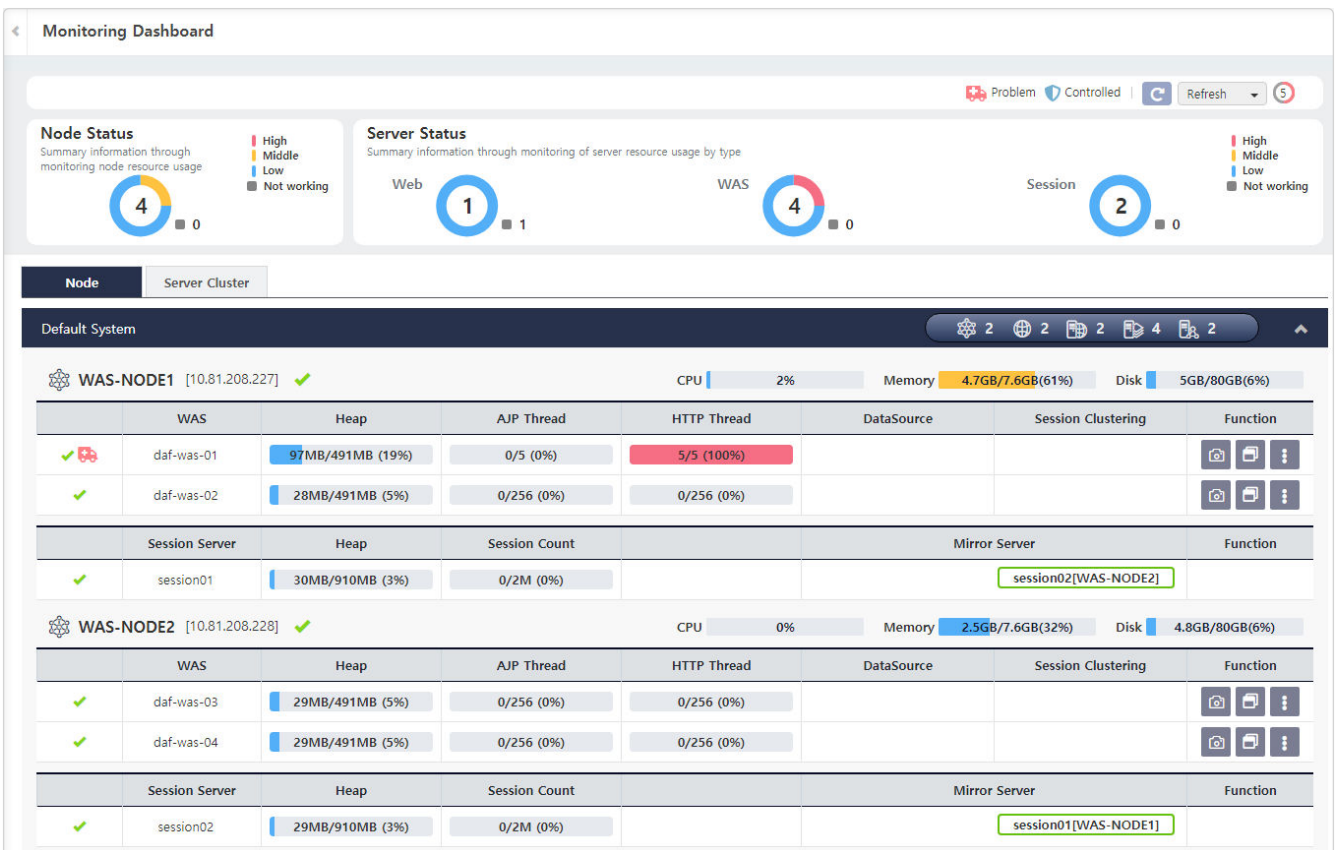 Monitoring Dashboard
Problem Controlled Refresh 5
Node Status
Summary information through
monitoring node resource usage
High
Middle
Low
Not working
4
0
Server Status
Summary information through monitoring of server resource usage by type
High
Middle
Low
Not working
Web 1 1
WAS 4 0
Session 2 0
Node Server Cluster
Default System 2 2 2 4 2
WAS-NODE1 [10.81.208.227] CPU 2% Memory 4.7GB/7.6GB(61%) Disk 5GB/80GB(6%)
WAS Heap AJP Thread HTTP Thread DataSource Session Clustering Function
daf-was-01 97MB/491MB (19%) 0/5 (0%) 5/5 (100%)
daf-was-02 28MB/491MB (5%) 0/256 (0%) 0/256 (0%)
Session Server Heap Session Count Mirror Server Function
session01 30MB/910MB (3%) 0/2M (0%) session02[WAS-NODE2]
WAS-NODE2 [10.81.208.228] CPU 0% Memory 2.5GB/7.6GB(32%) Disk 4.8GB/80GB(6%)
WAS Heap AJP Thread HTTP Thread DataSource Session Clustering Function
daf-was-03 29MB/491MB (5%) 0/256 (0%) 0/256 (0%)
daf-was-04 29MB/491MB (5%) 0/256 (0%) 0/256 (0%)
Session Server Heap Session Count Mirror Server Function
session02 29MB/910MB (3%) 0/2M (0%) session01[WAS-NODE1]